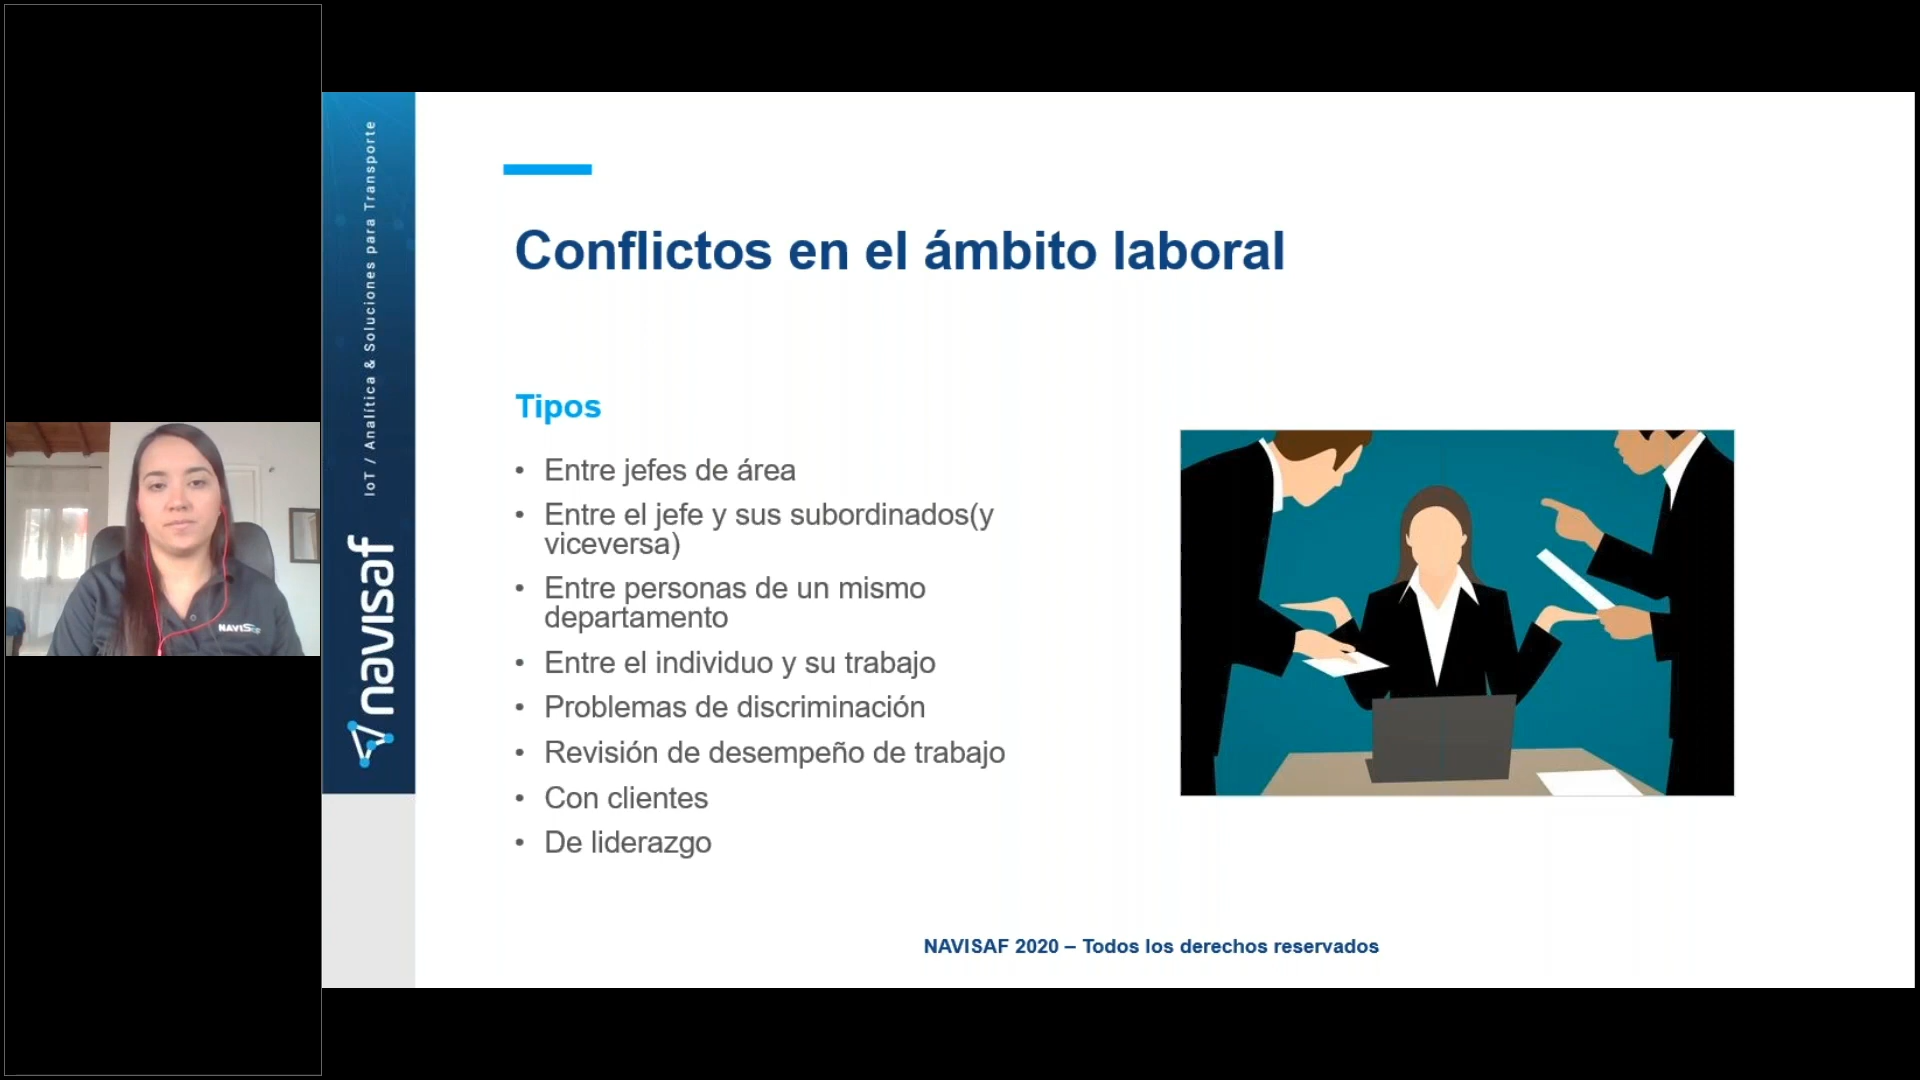 IoT / Analítica & Soluciones para Transporte
navisaf
Conflictos en el ámbito laboral
Tipos
• Entre jefes de área
• Entre el jefe y sus subordinados(y
viceversa)
• Entre personas de un mismo
departamento
• Entre el individuo y su trabajo
• Problemas de discriminación
• Revisión de desempeño de trabajo
• Con clientes
• De liderazgo
NAVISAF 2020 – Todos los derechos reservados